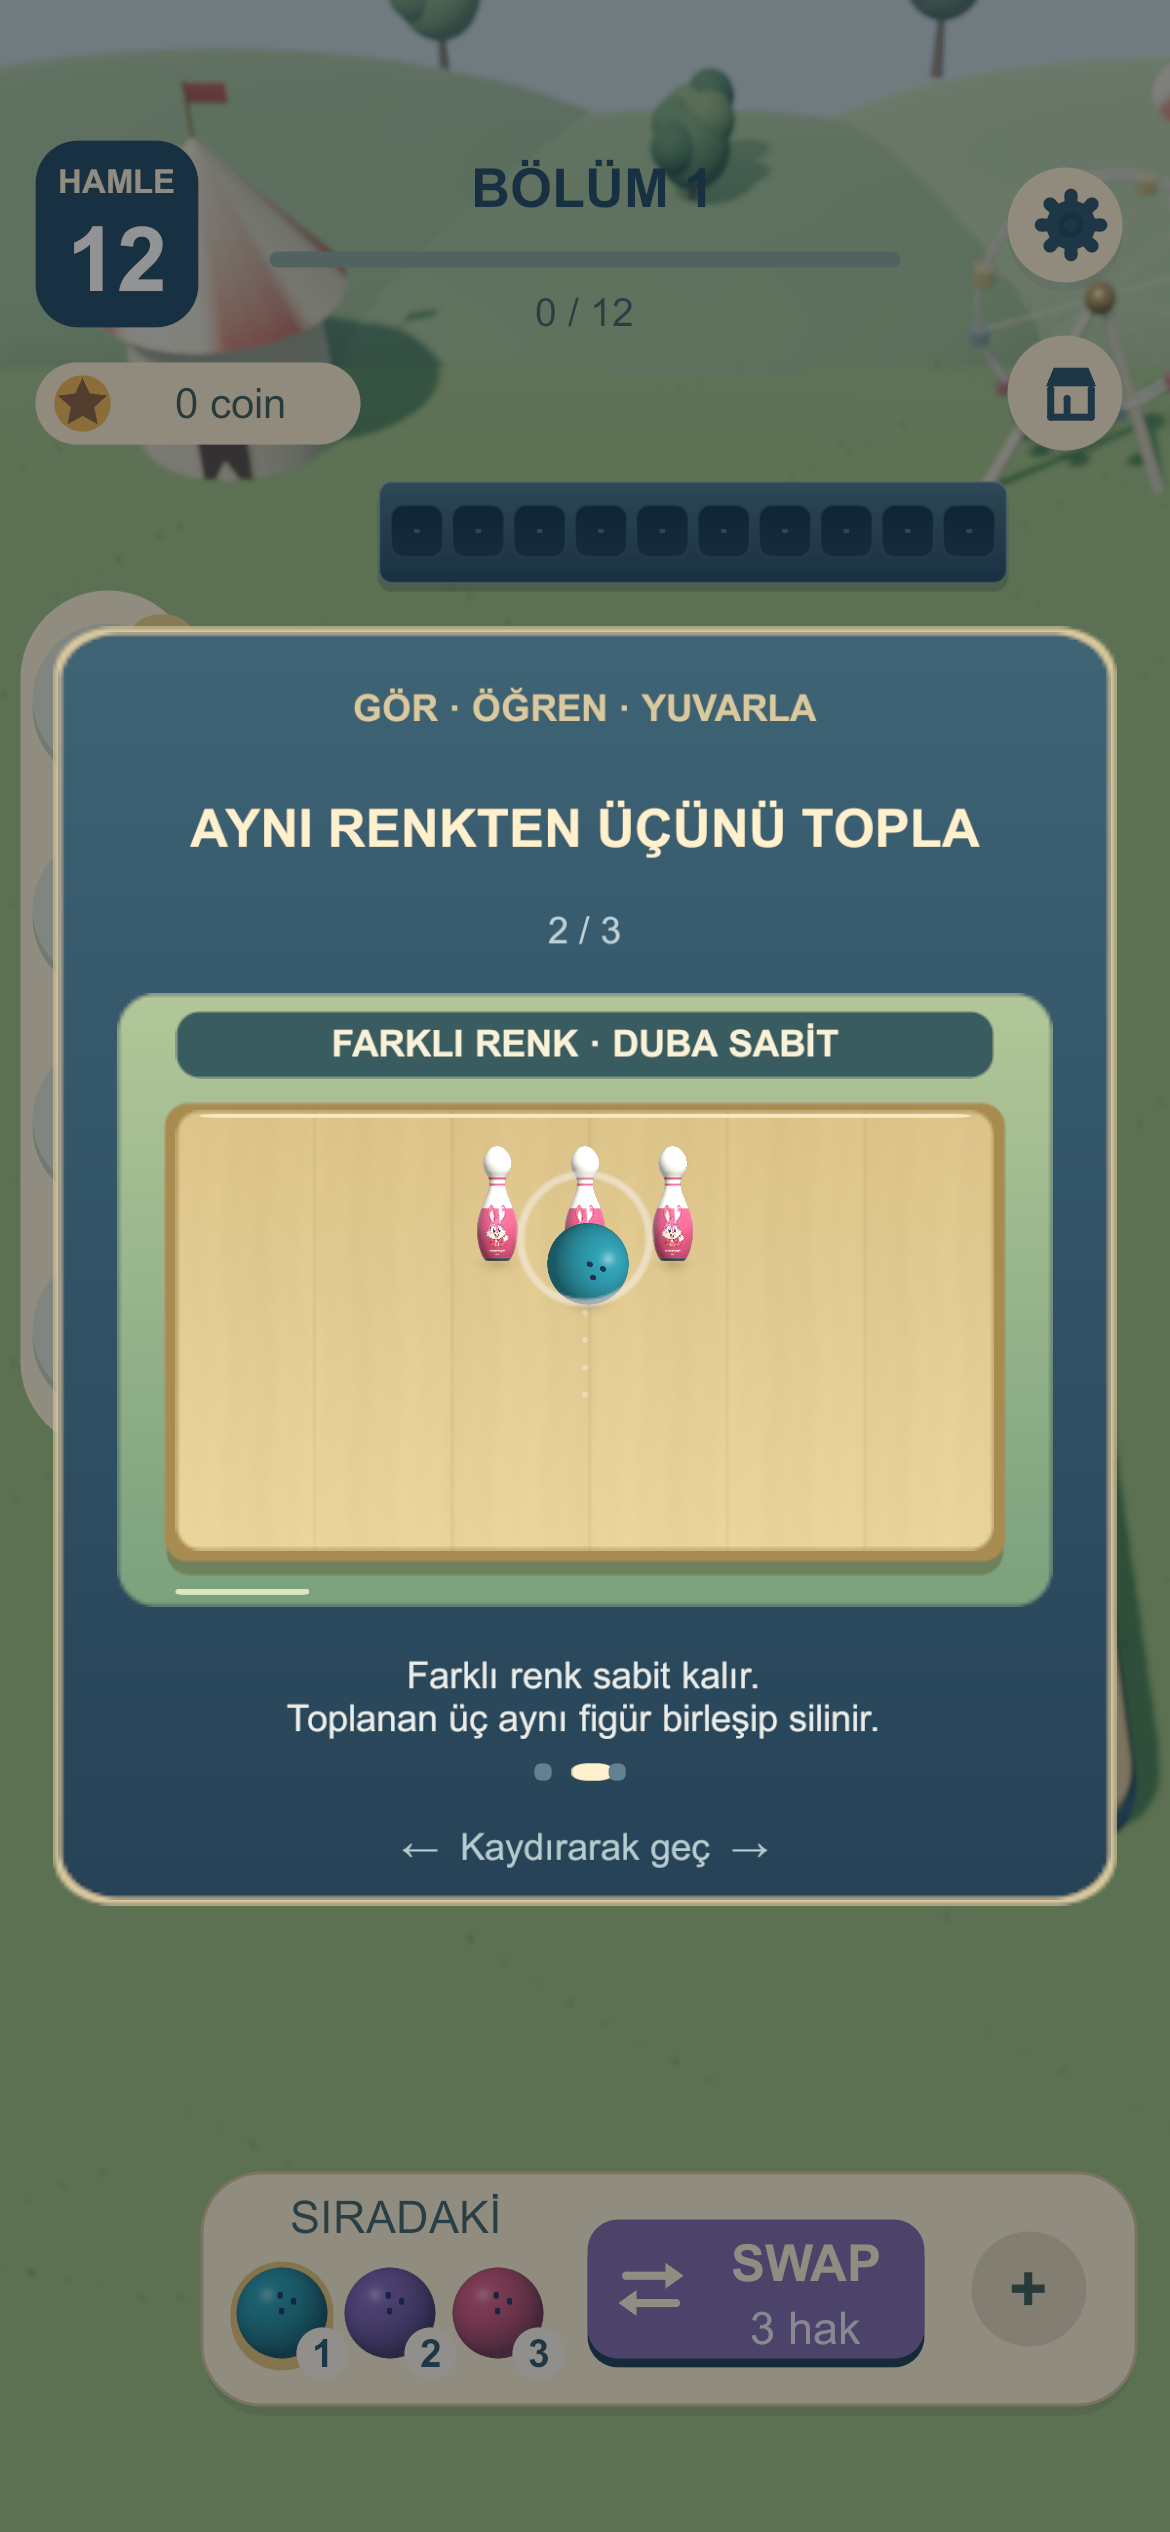 HAMLE
12
BÖLÜM 1
0 / 12
0 coin
GÖR · ÖĞREN · YUVARLA
AYNI RENKTEN ÜÇÜNÜ TOPLA
2 / 3
FARKLI RENK · DUBA SABİT
Farklı renk sabit kalır.
Toplanan üç aynı figür birleşip silinir.
← Kaydırarak geç →
SIRADAKİ
1 2 3
SWAP
3 hak
+